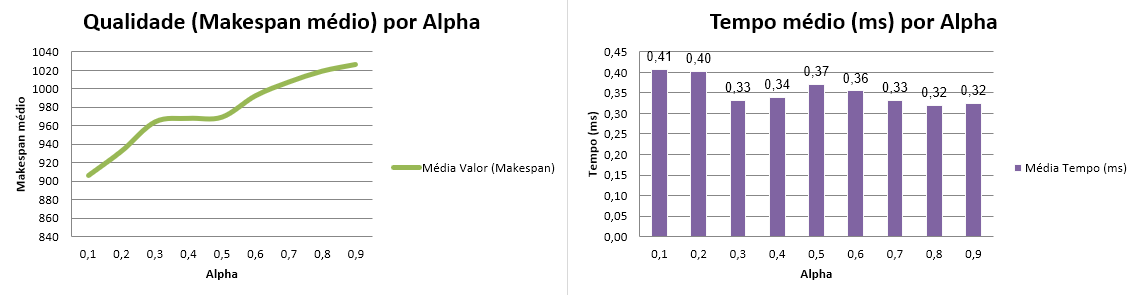 Qualidade (Makespan médio) por Alpha
Makespan médio
1040
1020
1000
980
960
940
920
900
880
860
840
0,1 0,2 0,3 0,4 0,5 0,6 0,7 0,8 0,9
Alpha
Média Valor (Makespan)
Tempo médio (ms) por Alpha
Tempo (ms)
0,45
0,40
0,35
0,30
0,25
0,20
0,15
0,10
0,05
0,00
0,41 0,40 0,33 0,34 0,37 0,36 0,33 0,32 0,32
0,1 0,2 0,3 0,4 0,5 0,6 0,7 0,8 0,9
Alpha
Média Tempo (ms)